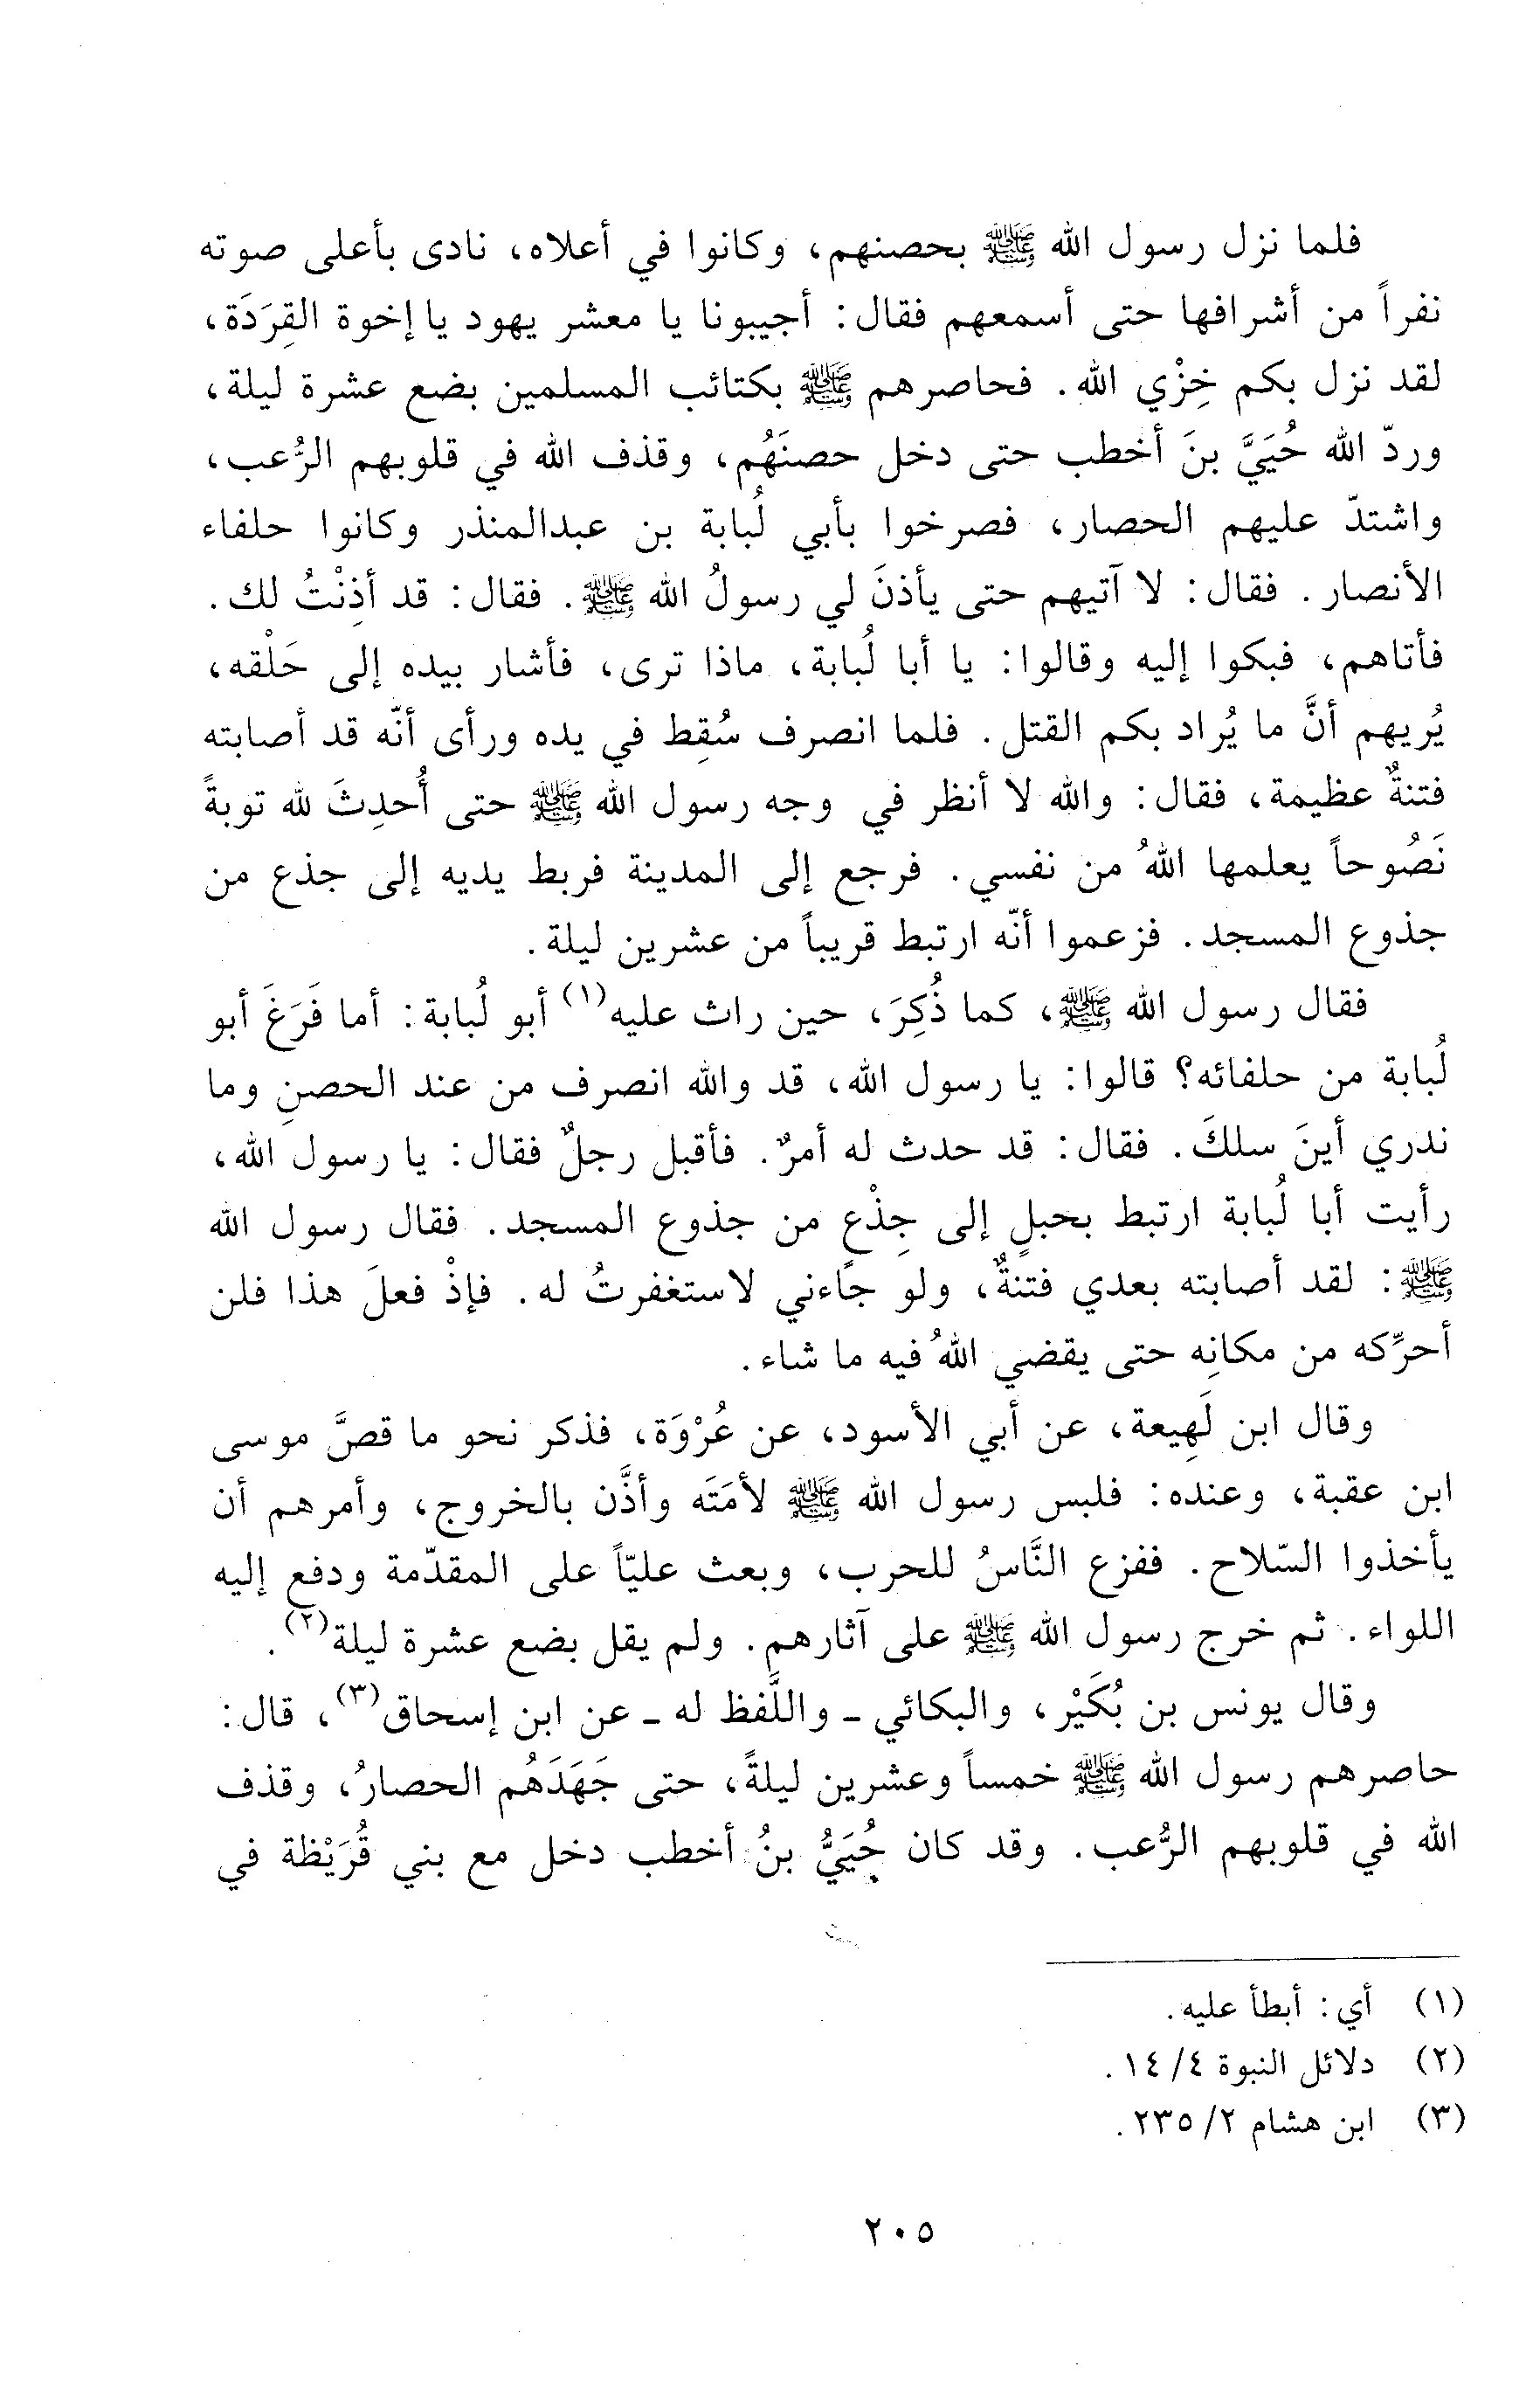 فلما نزل رسول الله ﷺ بحصنهم، وكانوا في أعلاه، نادى بأعلى صوته
نفراً من أشرافها حتى أسمعهم فقال: أجيبونا يا معشر يهود يا إخوة القِرَدَة،
لقد نزل بكم خِزْي الله. فحاصرهم ﷺ بكتائب المسلمين بضع عشرة ليلة،
وردّ الله حُيَيَّ بنَ أخطب حتى دخل حصنَهُم، وقذف الله في قلوبهم الرُّعب،
واشتدّ عليهم الحصار، فصرخوا بأبي لُبابة بن عبدالمنذر وكانوا حلفاء
الأنصار. فقال: لا آتيهم حتى يأذنَ لي رسولُ الله ﷺ. فقال: قد أذِنْتُ لك.
فأتاهم، فبكوا إليه وقالوا: يا أبا لُبابة، ماذا ترى، فأشار بيده إلى حَلْقه،
يُريهم أنَّ ما يُراد بكم القتل. فلما انصرف سُقِط في يده ورأى أنّه قد أصابته
فتنةٌ عظيمة، فقال: والله لا أنظر في وجه رسول الله ﷺ حتى أُحدِثَ لله توبةً
نَصُوحاً يعلمها اللهُ من نفسي. فرجع إلى المدينة فربط يديه إلى جذع من
جذوع المسجد. فزعموا أنّه ارتبط قريباً من عشرين ليلة.
فقال رسول الله ﷺ، كما ذُكِرَ، حين راث عليه(١) أبو لُبابة: أما فَرَغَ أبو
لُبابة من حلفائه؟ قالوا: يا رسول الله، قد والله انصرف من عند الحصنِ وما
ندري أينَ سلكَ. فقال: قد حدث له أمرٌ. فأقبل رجلٌ فقال: يا رسول الله،
رأيت أبا لُبابة ارتبط بحبلٍ إلى جِذْعٍ من جذوع المسجد. فقال رسول الله
ﷺ: لقد أصابته بعدي فتنةٌ، ولو جاءني لاستغفرتُ له. فإذْ فعلَ هذا فلن
أحرِّكه من مكانِه حتى يقضي اللهُ فيه ما شاء.
وقال ابن لَهِيعة، عن أبي الأسود، عن عُرْوَة، فذكر نحو ما قصَّ موسى
ابن عقبة، وعنده: فلبس رسول الله ﷺ لأمَتَه وأذَّن بالخروج، وأمرهم أن
يأخذوا السّلاح. ففزع النَّاسُ للحرب، وبعث عليّاً على المقدّمة ودفع إليه
اللواء. ثم خرج رسول الله ﷺ على آثارهم. ولم يقل بضع عشرة ليلة(٢).
وقال يونس بن بُكَيْر، والبكائي ـ واللَّفظ له ـ عن ابن إسحاق(٣)، قال:
حاصرهم رسول الله ﷺ خمساً وعشرين ليلةً، حتى جَهَدَهُم الحصارُ، وقذف
الله في قلوبهم الرُّعب. وقد كان حُيَيُّ بنُ أخطب دخل مع بني قُرَيْظة في
(١) أي: أبطأ عليه.
(٢) دلائل النبوة ٤/ ١٤.
(٣) ابن هشام ٢/ ٢٣٥.
٢٠٥